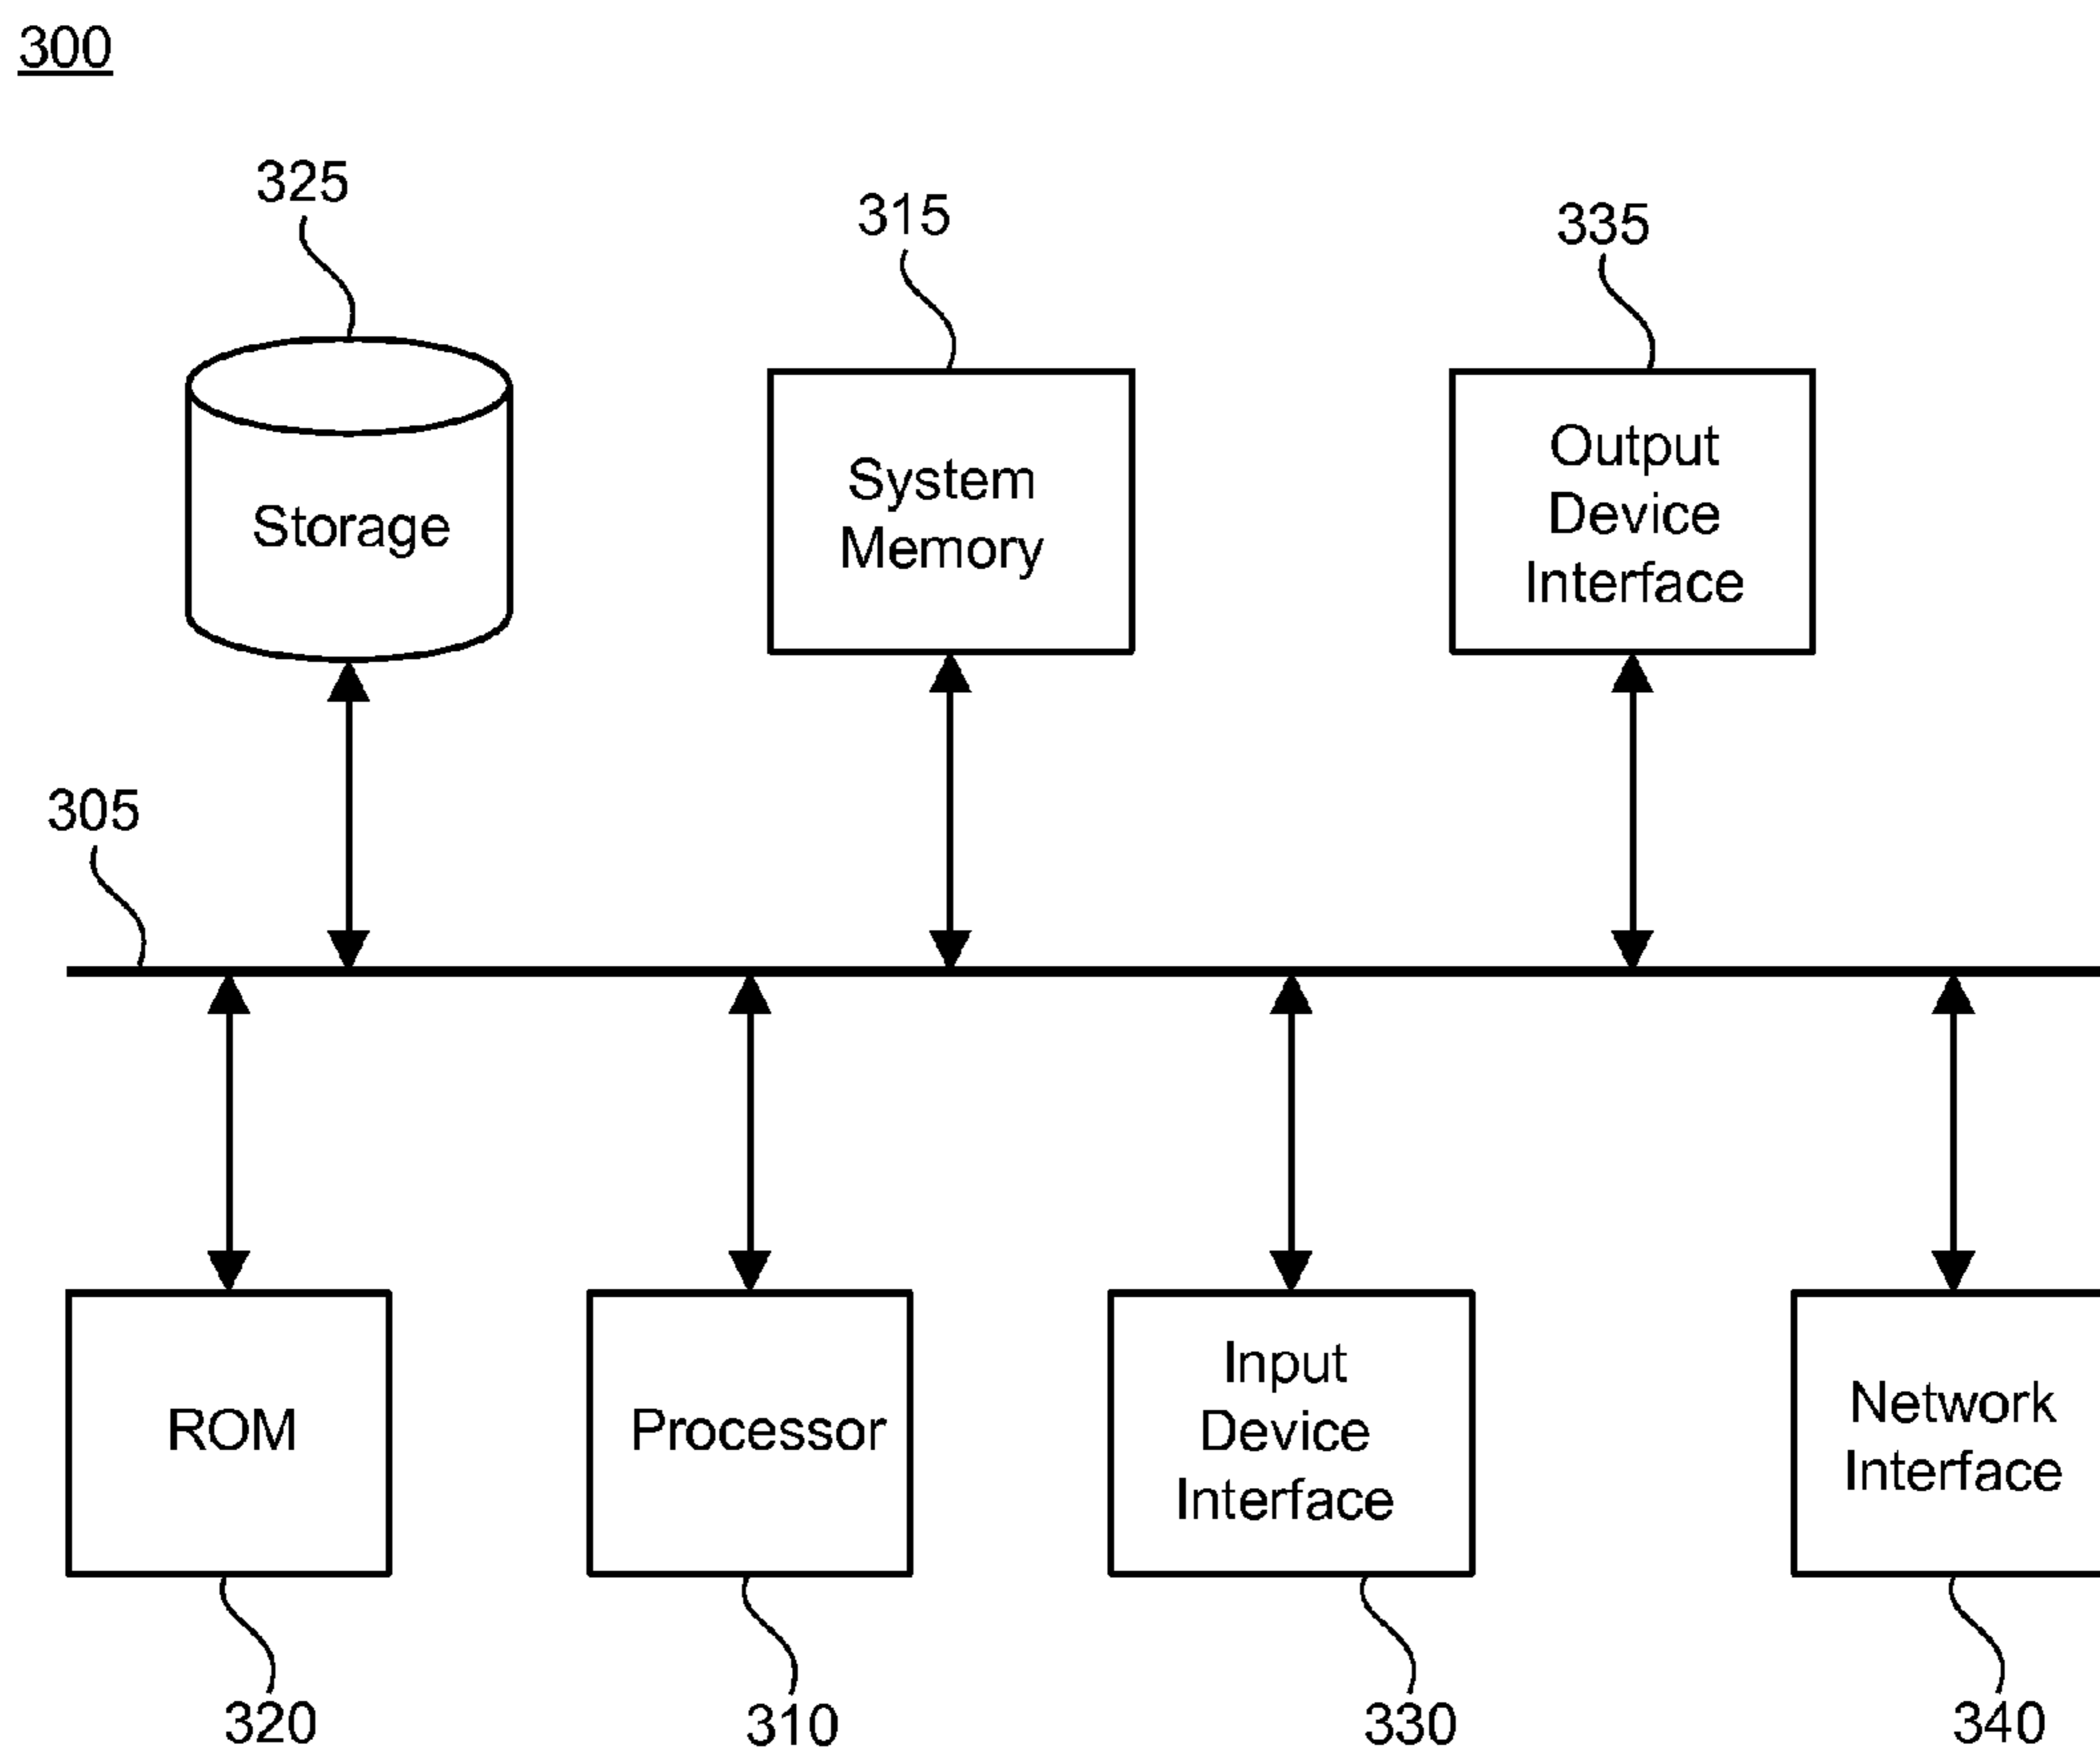 300
325
315
335
Storage
System
Memory
Output
Device
Interface
305
ROM
Processor
Input
Device
Interface
Network
Interface
320
310
330
340